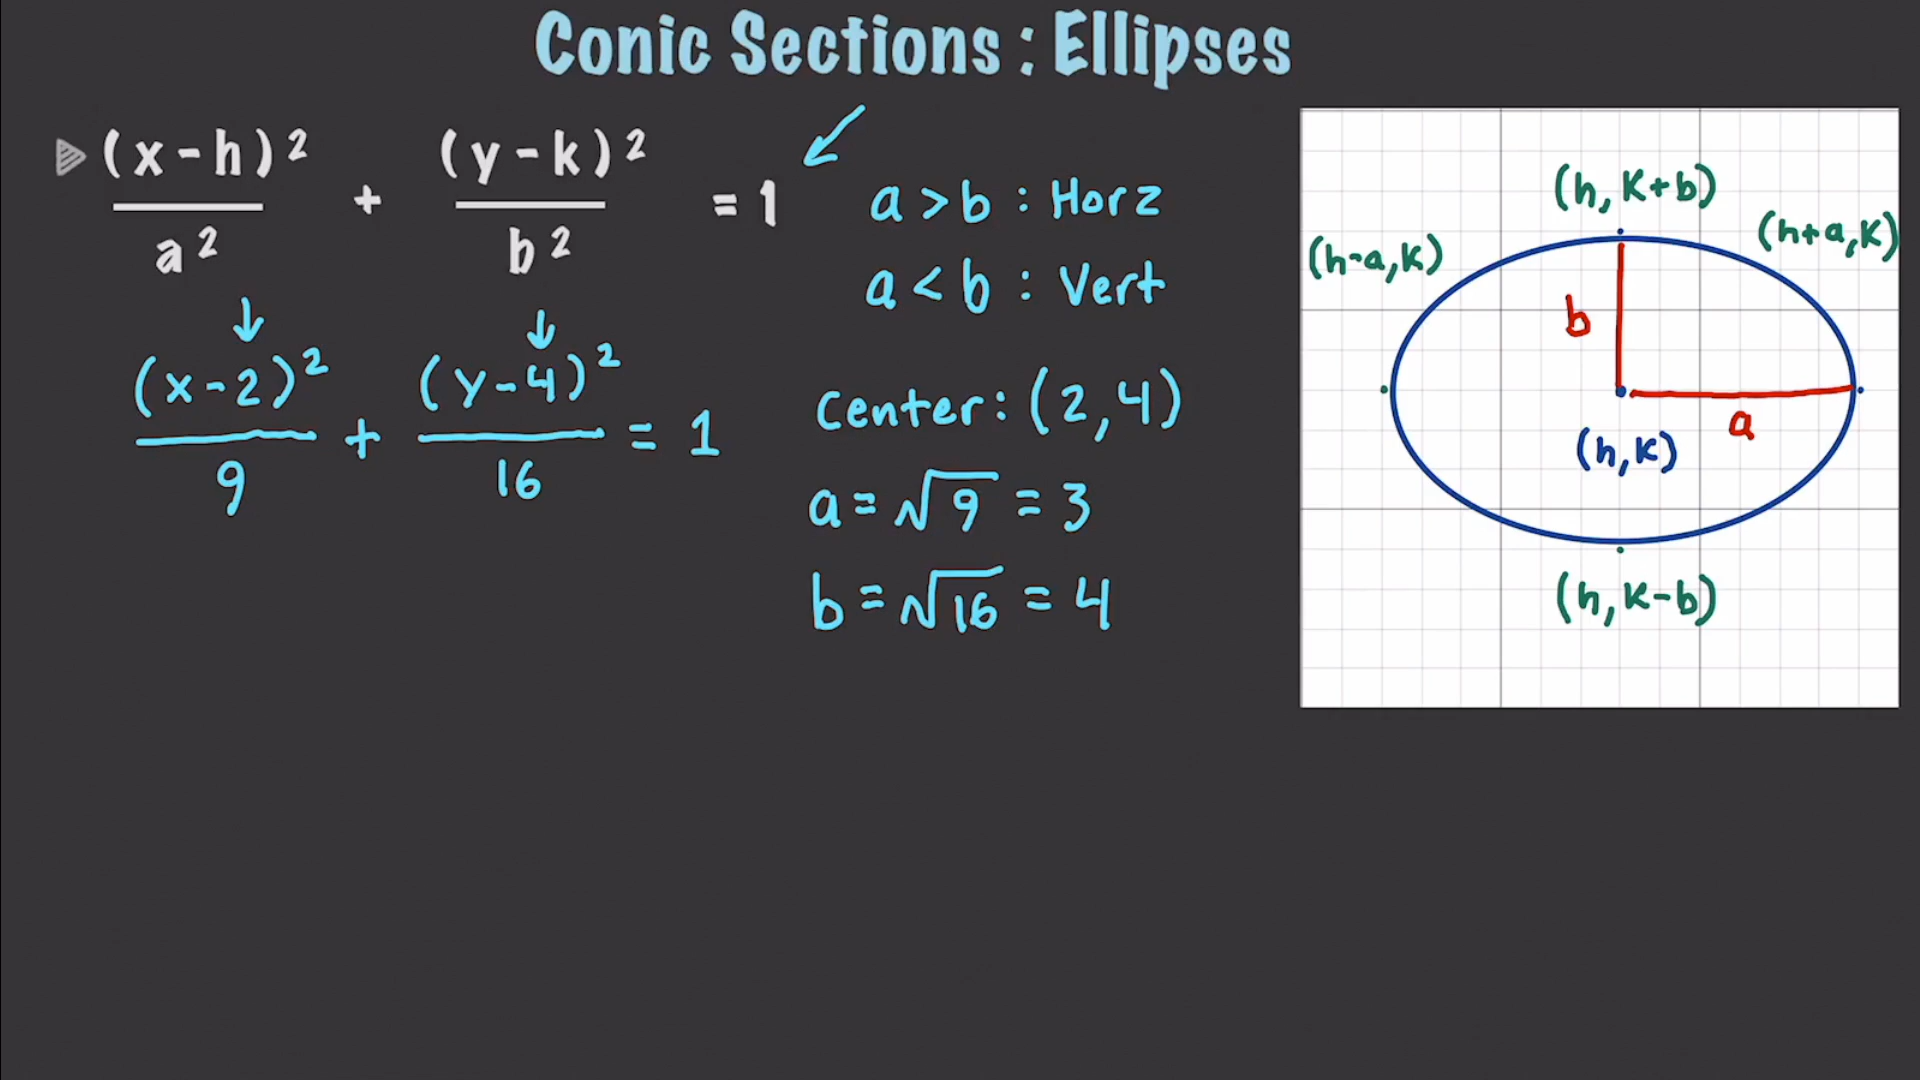 Conic Sections : Ellipses
(x-h)² / a² + (y-k)² / b² = 1
a > b : Horz
a < b : Vert
(x-2)² / 9 + (y-4)² / 16 = 1
Center: (2,4)
a = √9 = 3
b = √16 = 4
(h, K+b)
(h-a, K)
(h+a, K)
b
a
(h, K)
(h, K-b)